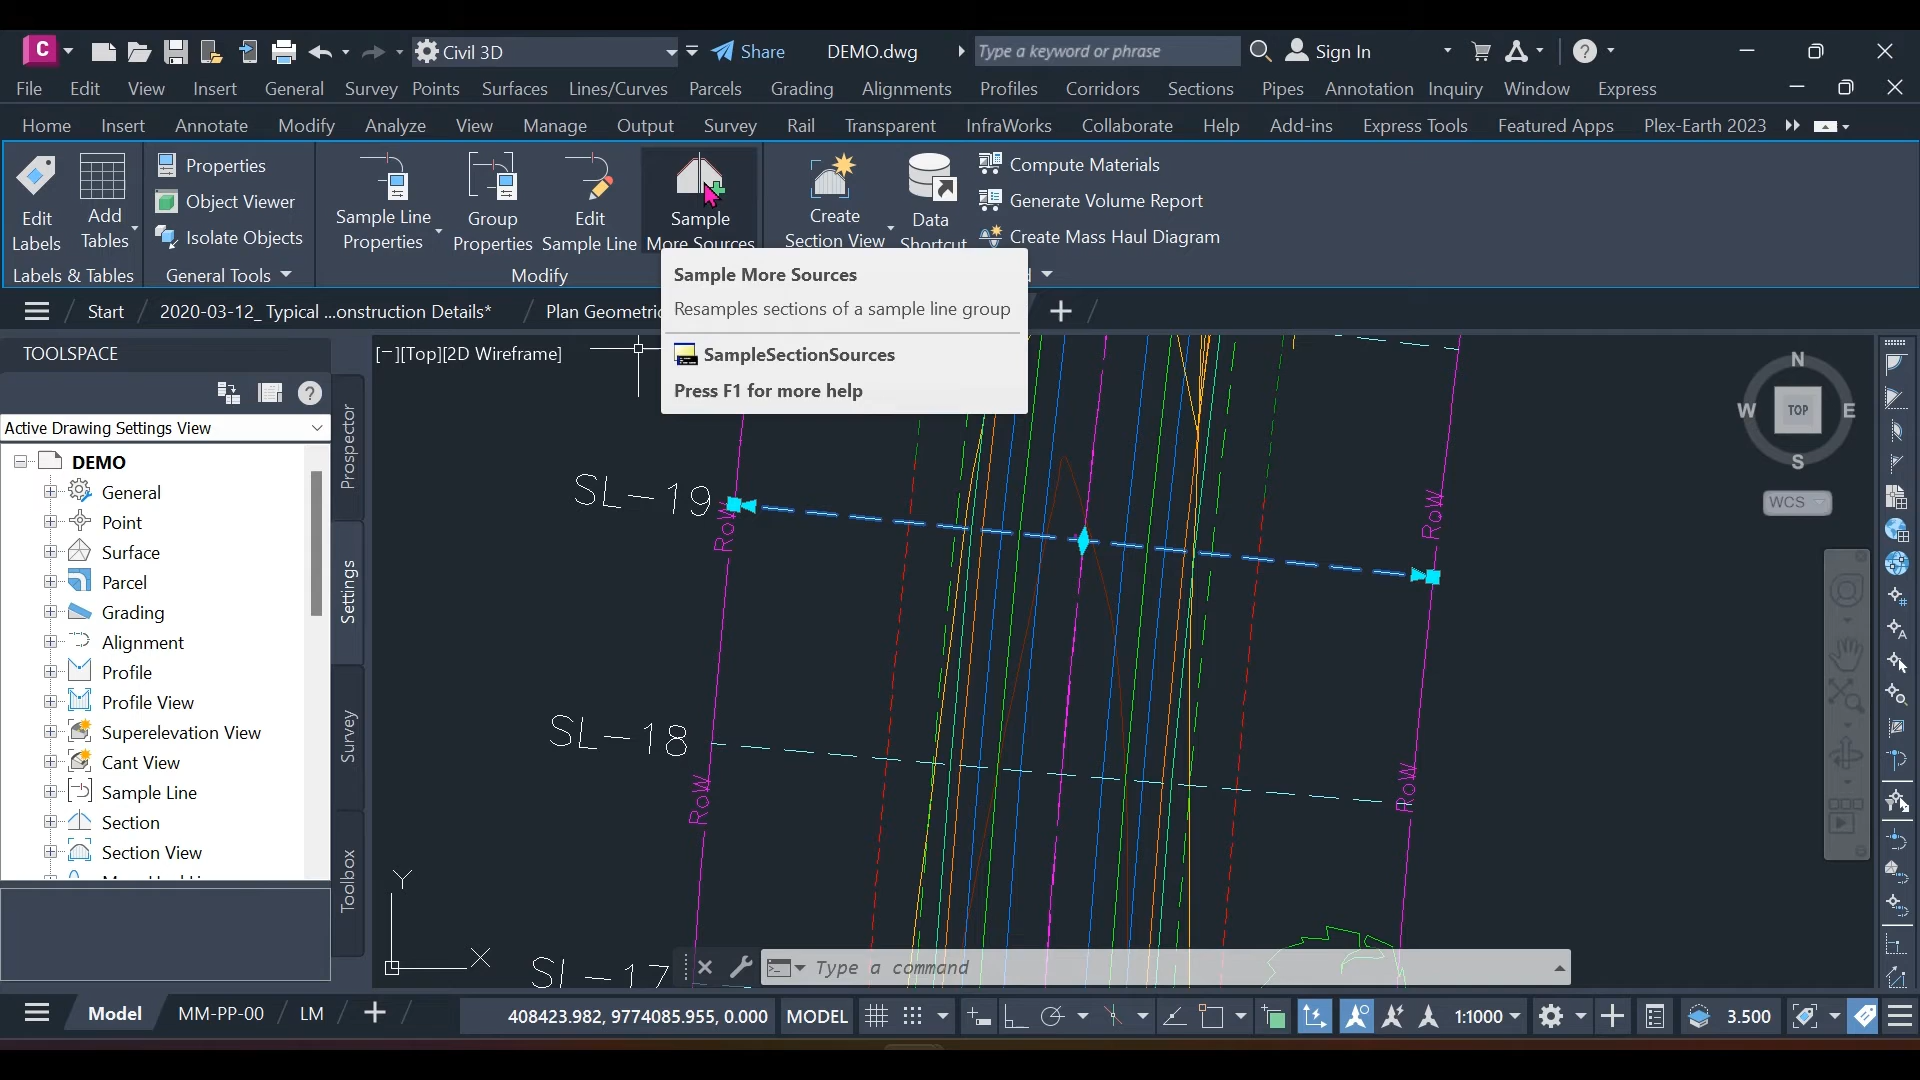 C
Civil 3D
Share
DEMO.dwg
Type a keyword or phrase
Sign In
File Edit View Insert General Survey Points Surfaces Lines/Curves Parcels Grading Alignments Profiles Corridors Sections Pipes Annotation Inquiry Window Express
Home Insert Annotate Modify Analyze View Manage Output Survey Rail Transparent InfraWorks Collaborate Help Add-ins Express Tools Featured Apps Plex-Earth 2023
Edit
Labels
Add
Tables
Labels & Tables
Properties
Object Viewer
Isolate Objects
General Tools
Sample Line
Properties
Group
Properties
Edit
Sample Line
Sample
More Sources
Modify
Create
Section View
Data
Shortcut
Compute Materials
Generate Volume Report
Create Mass Haul Diagram
Sample More Sources
Resamples sections of a sample line group
SampleSectionSources
Press F1 for more help
Start
2020-03-12_ Typical ...onstruction Details*
Plan Geometric
TOOLSPACE
Active Drawing Settings View
DEMO
General
Point
Surface
Parcel
Grading
Alignment
Profile
Profile View
Superelevation View
Cant View
Sample Line
Section
Section View
Prospector
Settings
Survey
Toolbox
[−][Top][2D Wireframe]
SL-19
SL-18
SL-17
RoW
RoW
RoW
RoW
Y
X
N
W
TOP
E
S
WCS
Type a command
Model
MM-PP-00
LM
408423.982, 9774085.955, 0.000
MODEL
1:1000
3.500